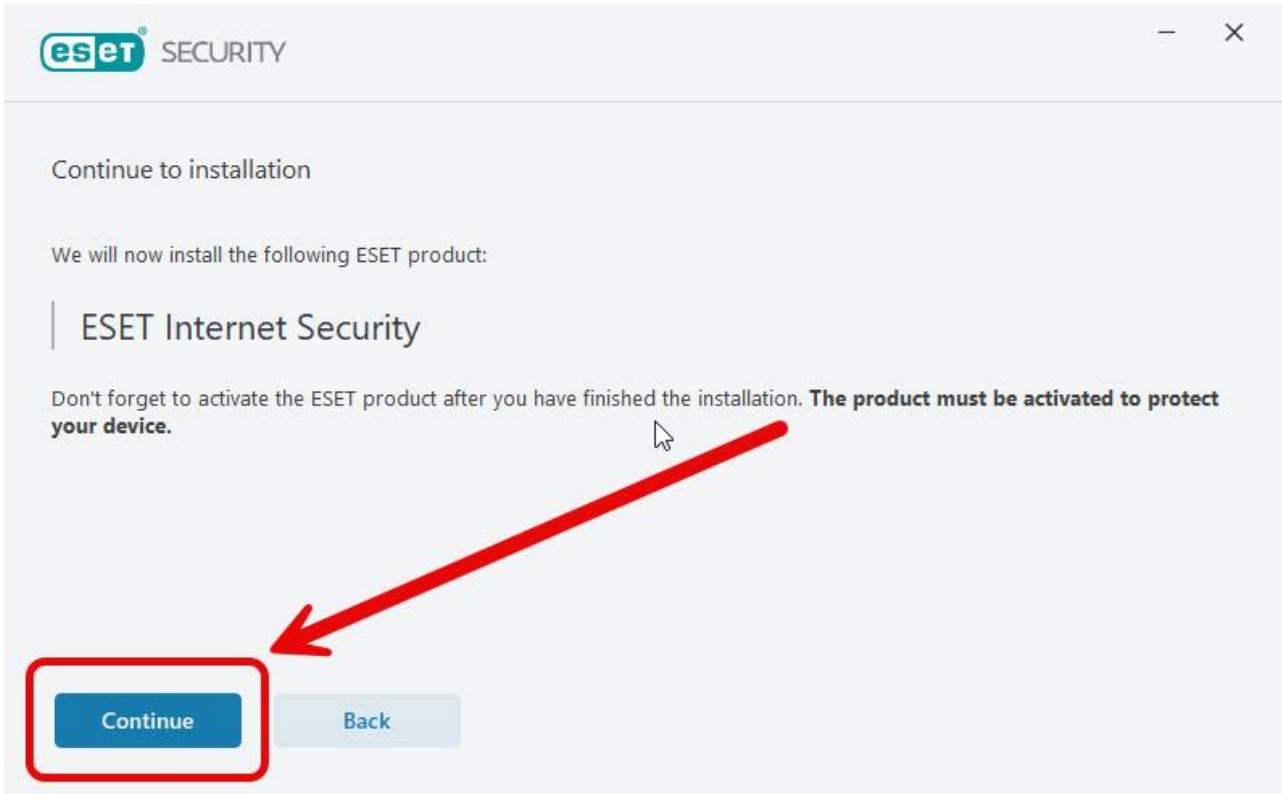 eset® SECURITY
Continue to installation
We will now install the following ESET product:
ESET Internet Security
Don't forget to activate the ESET product after you have finished the installation. The product must be activated to protect
your device.
Continue Back